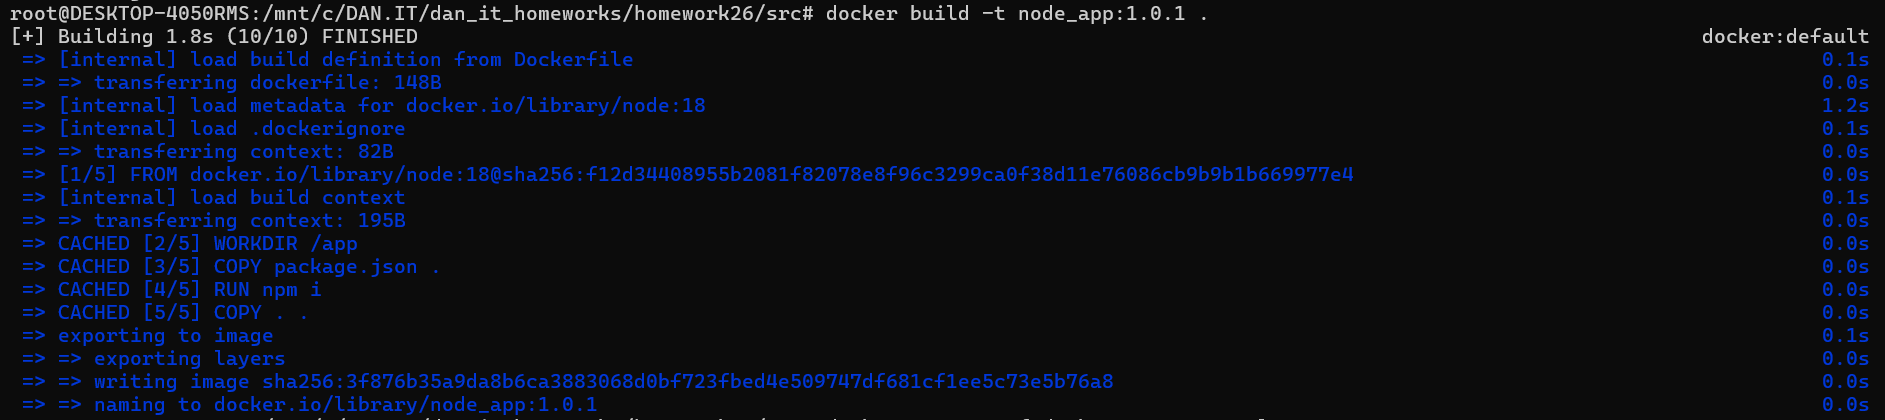 root@DESKTOP-4050RMS:/mnt/c/DAN.IT/dan_it_homeworks/homework26/src# docker build -t node_app:1.0.1 .
[+] Building 1.8s (10/10) FINISHED docker:default
=> [internal] load build definition from Dockerfile 0.1s
=> => transferring dockerfile: 148B 0.0s
=> [internal] load metadata for docker.io/library/node:18 1.2s
=> [internal] load .dockerignore 0.1s
=> => transferring context: 82B 0.0s
=> [1/5] FROM docker.io/library/node:18@sha256:f12d34408955b2081f82078e8f96c3299ca0f38d11e76086cb9b9b1b669977e4 0.0s
=> [internal] load build context 0.1s
=> => transferring context: 195B 0.0s
=> CACHED [2/5] WORKDIR /app 0.0s
=> CACHED [3/5] COPY package.json . 0.0s
=> CACHED [4/5] RUN npm i 0.0s
=> CACHED [5/5] COPY . . 0.0s
=> exporting to image 0.1s
=> => exporting layers 0.0s
=> => writing image sha256:3f876b35a9da8b6ca3883068d0bf723fbed4e509747df681cf1ee5c73e5b76a8 0.0s
=> => naming to docker.io/library/node_app:1.0.1 0.0s